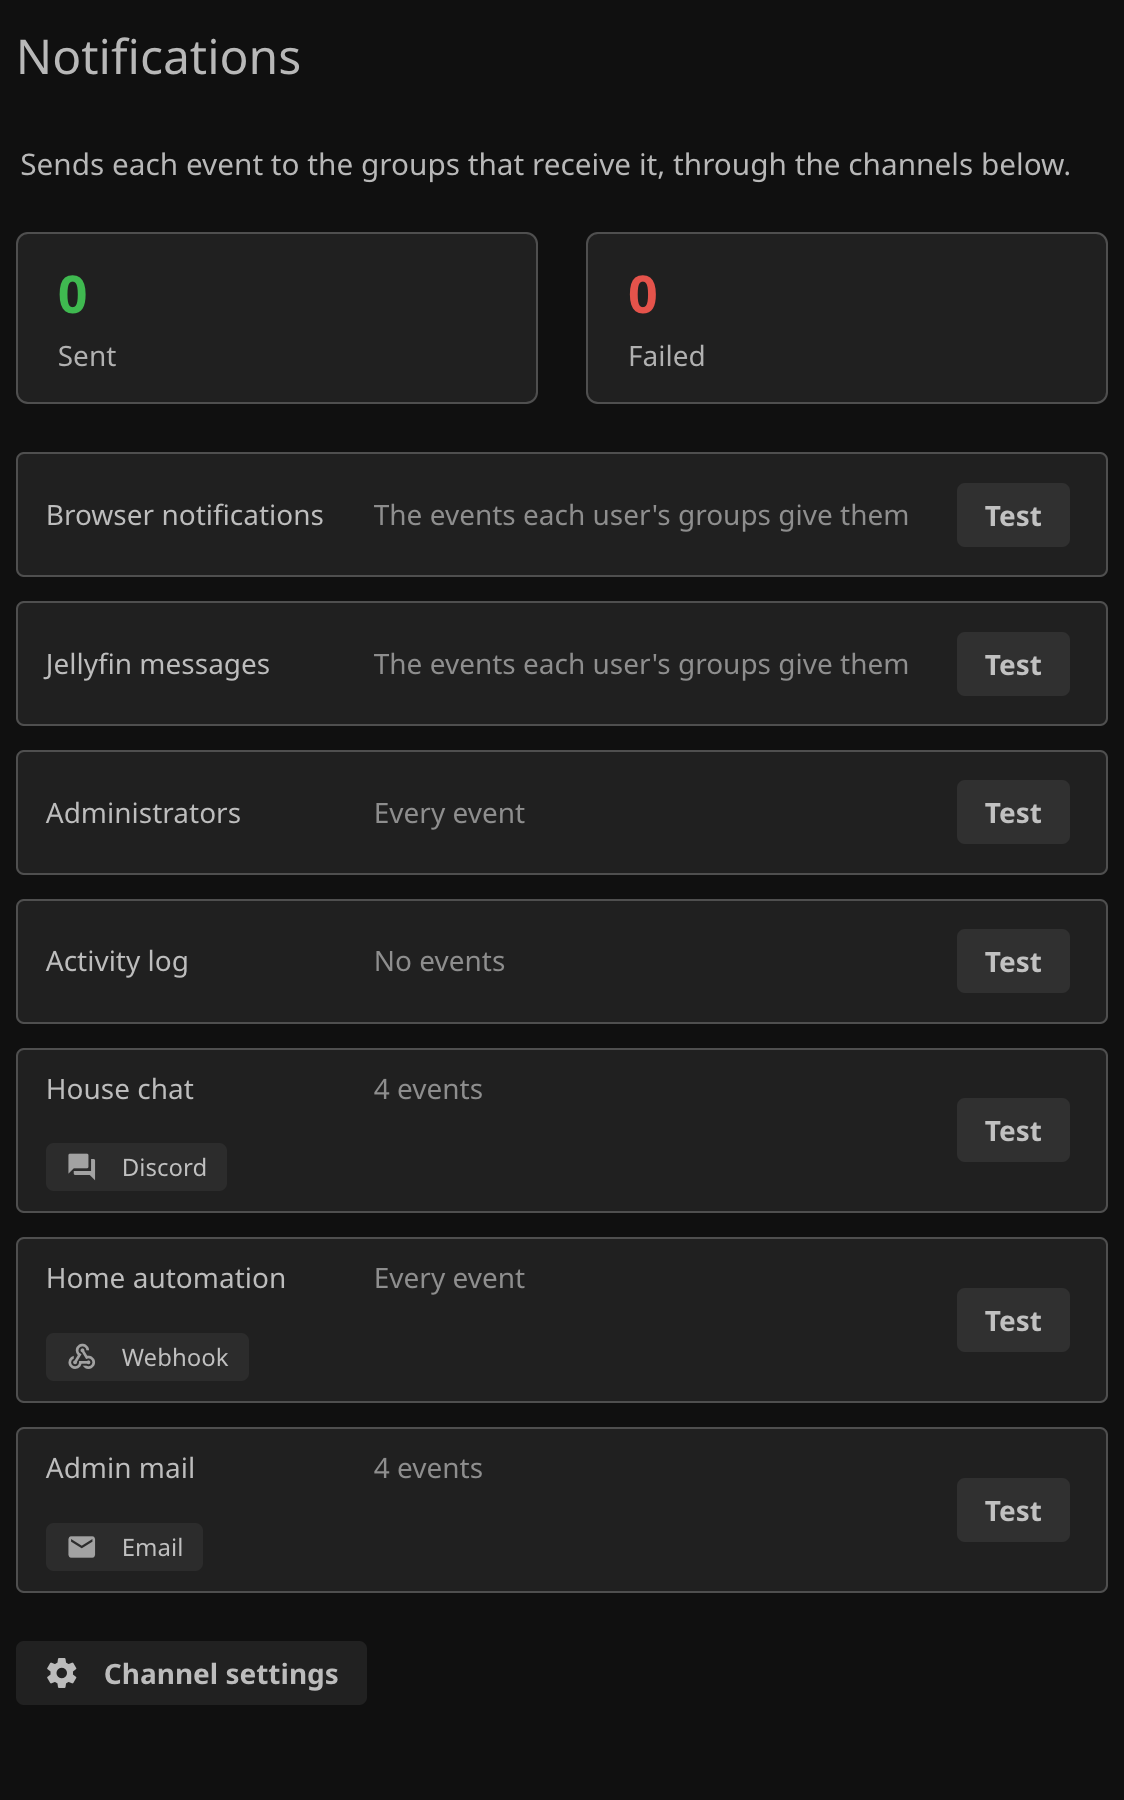 Notifications
Sends each event to the groups that receive it, through the channels below.
0
Sent
0
Failed
Browser notifications The events each user's groups give them Test
Jellyfin messages The events each user's groups give them Test
Administrators Every event Test
Activity log No events Test
House chat 4 events Test
Discord
Home automation Every event Test
Webhook
Admin mail 4 events Test
Email
Channel settings